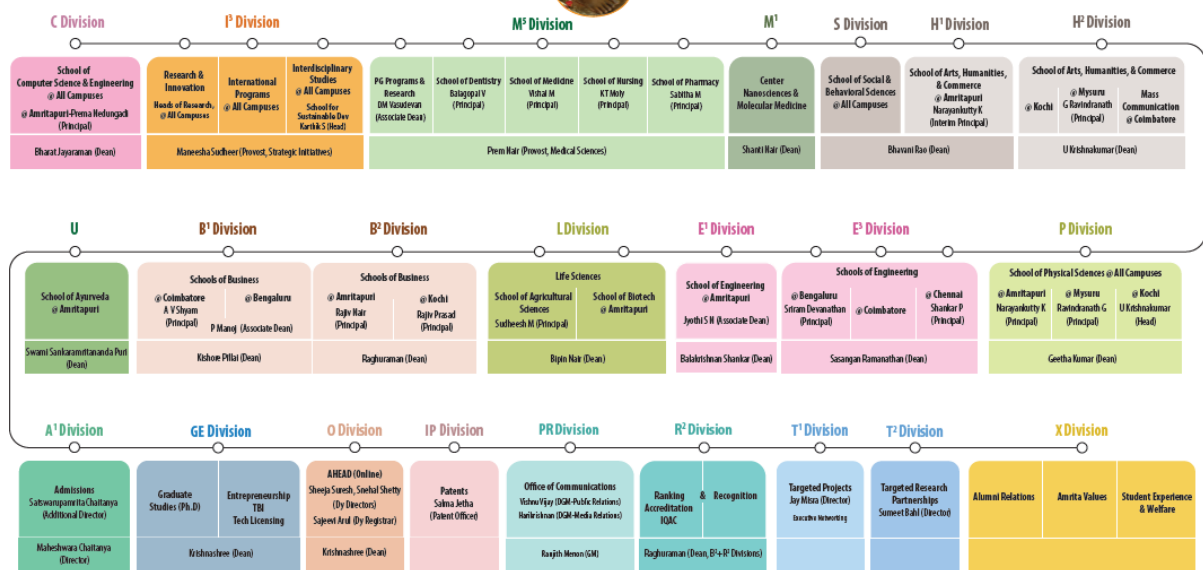 C Division
I³ Division
M⁵ Division
M¹
S Division
H¹ Division
H² Division
School of
Computer Science & Engineering
@ All Campuses
@ Amritapuri-Prema Nedungadi
(Principal)
Bharat Jayaraman (Dean)
Research &
Innovation
Heads of Research,
@ All Campuses
International
Programs
@ All Campuses
Interdisciplinary
Studies
@ All Campuses
School for
Sustainable Dev
Karthik S (Head)
Maneesha Sudheer (Provost, Strategic Initiatives)
PG Programs &
Research
DM Vasudevan
(Associate Dean)
School of Dentistry
Balagopal V
(Principal)
School of Medicine
Vishal M
(Principal)
School of Nursing
KT Moly
(Principal)
School of Pharmacy
Sabitha M
(Principal)
Prem Nair (Provost, Medical Sciences)
Center
Nanosciences &
Molecular Medicine
Shanti Nair (Dean)
School of Social &
Behavioral Sciences
@ All Campuses
School of Arts, Humanities,
& Commerce
@ Amritapuri
Narayankutty K
(Interim Principal)
Bhavani Rao (Dean)
School of Arts, Humanities, & Commerce
@ Kochi
@ Mysuru
G Ravindranath
(Principal)
Mass
Communication
@ Coimbatore
U Krishnakumar (Dean)
U
B¹ Division
B² Division
L Division
E¹ Division
E³ Division
P Division
School of Ayurveda
@ Amritapuri
Swami Sankaramritananda Puri
(Dean)
Schools of Business
@ Coimbatore
A V Shyam
(Principal)
@ Bengaluru
P Manoj (Associate Dean)
Kishore Pillai (Dean)
Schools of Business
@ Amritapuri
Rajiv Nair
(Principal)
@ Kochi
Rajiv Prasad
(Principal)
Raghuraman (Dean)
Life Sciences
School of Agricultural
Sciences
Sudheesh M (Principal)
School of Biotech
@ Amritapuri
Bipin Nair (Dean)
School of Engineering
@ Amritapuri
Jyothi S N (Associate Dean)
Balakrishnan Shankar (Dean)
Schools of Engineering
@ Bengaluru
Sriram Devanathan
(Principal)
@ Coimbatore
@ Chennai
Shankar P
(Principal)
Sasangan Ramanathan (Dean)
School of Physical Sciences @ All Campuses
@ Amritapuri
Narayankutty K
(Principal)
@ Mysuru
Ravindranath G
(Principal)
@ Kochi
U Krishnakumar
(Head)
Geetha Kumar (Dean)
A¹ Division
GE Division
O Division
IP Division
PR Division
R² Division
T¹ Division
T² Division
X Division
Admissions
Satswarupamrita Chaitanya
(Additional Director)
Maheshwara Chaitanya
(Director)
Graduate
Studies (Ph.D)
Entrepreneurship
TBI
Tech Licensing
Krishnashree (Dean)
AHEAD (Online)
Sheeja Suresh, Snehal Shetty
(Dy Directors)
Sajeevi Arul (Dy Registrar)
Krishnashree (Dean)
Patents
Salma Jetha
(Patent Officer)
Office of Communications
Vishnu Vijay (DGM-Public Relations)
Harikrishnan (DGM-Media Relations)
Ranjith Menon (GM)
Ranking & Recognition
Accreditation
IQAC
Raghuraman (Dean, B²+R² Divisions)
Targeted Projects
Jay Misra (Director)
Executive Networking
Targeted Research
Partnerships
Sumeet Bahl (Director)
Alumni Relations
Amrita Values
Student Experience
& Welfare